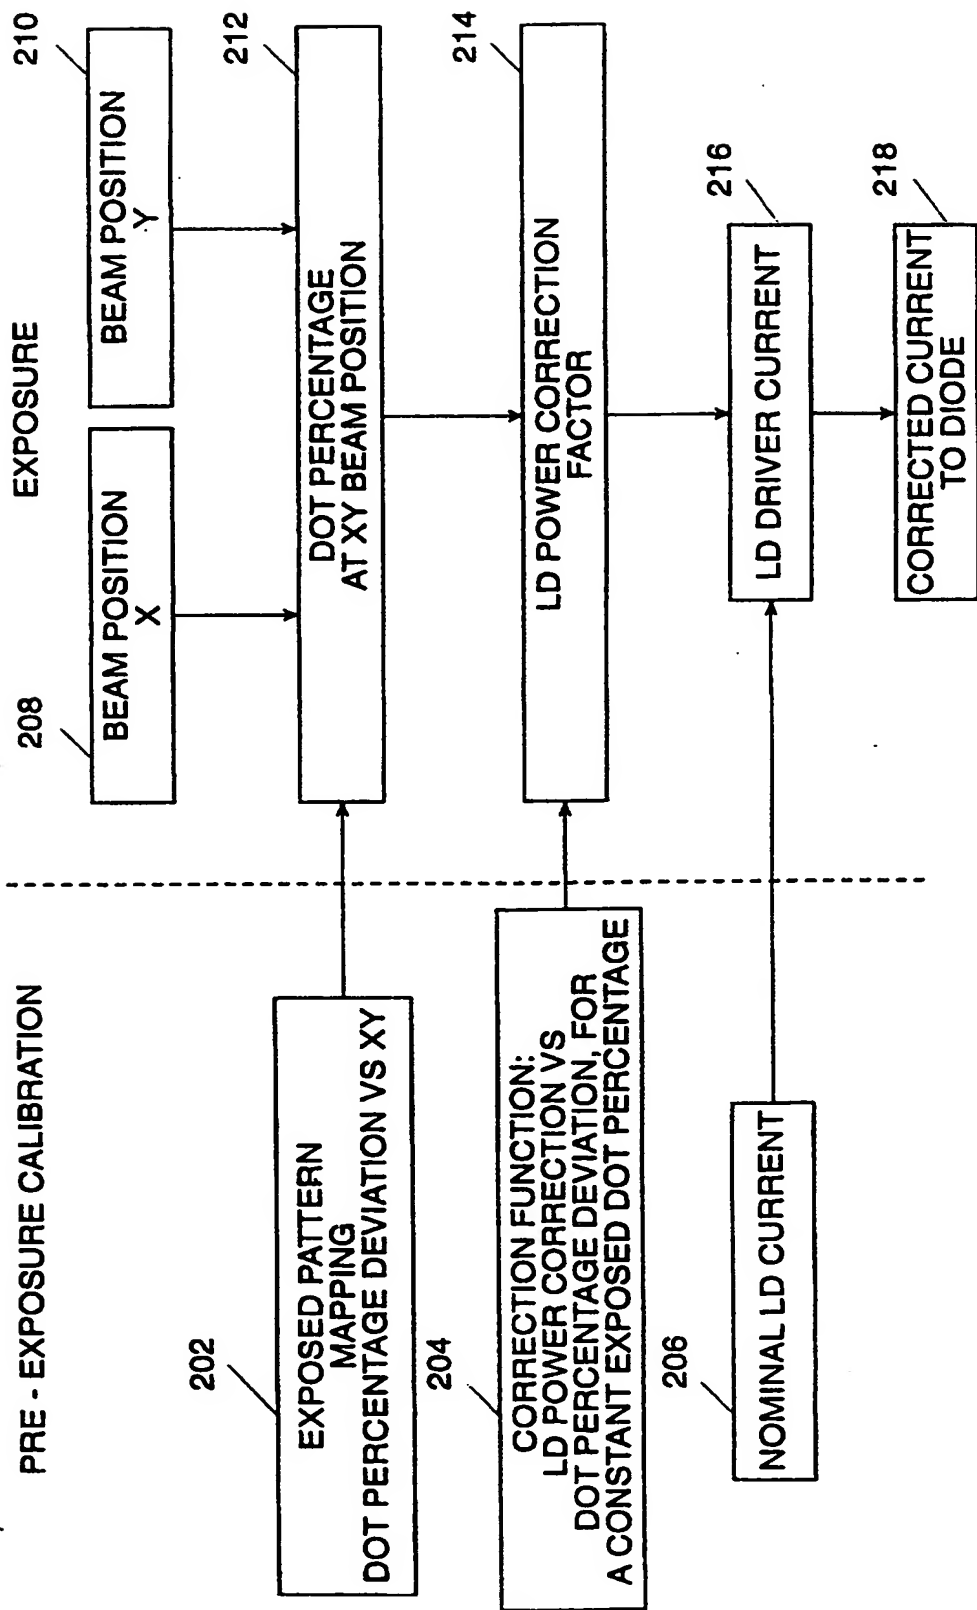 PRE - EXPOSURE CALIBRATION
202
EXPOSED PATTERN
MAPPING
DOT PERCENTAGE DEVIATION VS XY
204
CORRECTION FUNCTION:
LD POWER CORRECTION VS
DOT PERCENTAGE DEVIATION, FOR
A CONSTANT EXPOSED DOT PERCENTAGE
206
NOMINAL LD CURRENT
EXPOSURE
208
BEAM POSITION
X
210
BEAM POSITION
Y
212
DOT PERCENTAGE
AT XY BEAM POSITION
214
LD POWER CORRECTION
FACTOR
216
LD DRIVER CURRENT
218
CORRECTED CURRENT
TO DIODE